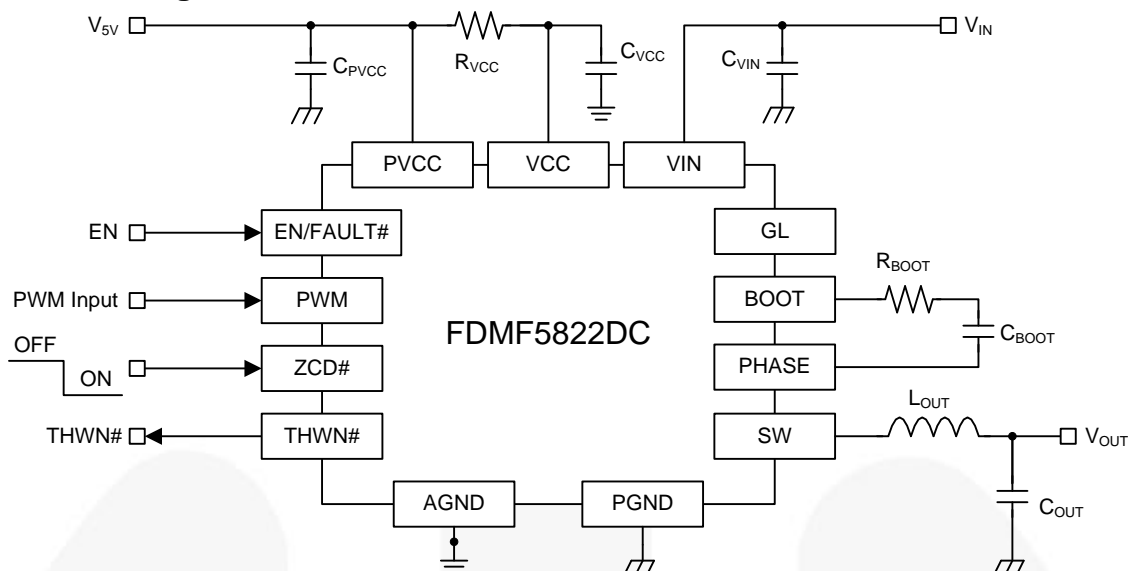 V5V
CPVCC
RVCC
CVCC
CVIN
VIN
PVCC
VCC
VIN
EN
EN/FAULT#
GL
PWM Input
PWM
BOOT
RBOOT
CBOOT
FDMF5822DC
OFF
ON
ZCD#
PHASE
THWN#
THWN#
SW
LOUT
VOUT
COUT
AGND
PGND